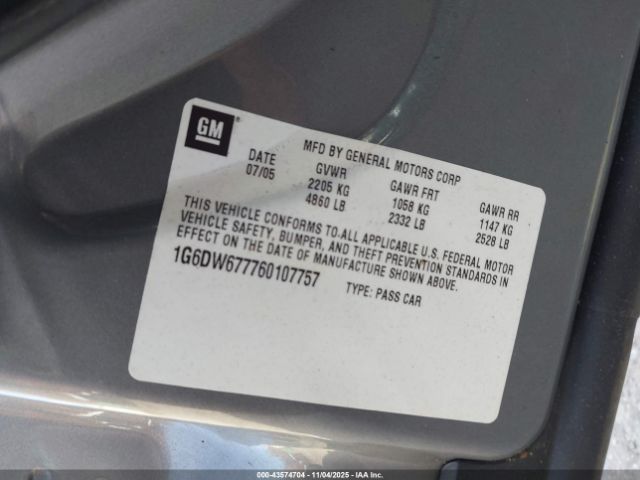 GM
MFD BY GENERAL MOTORS CORP
DATE GVWR GAWR FRT GAWR RR
07/05 2205 KG 1058 KG 1147 KG
4860 LB 2332 LB 2528 LB
THIS VEHICLE CONFORMS TO ALL APPLICABLE U.S. FEDERAL MOTOR
VEHICLE SAFETY, BUMPER, AND THEFT PREVENTION STANDARDS IN
EFFECT ON THE DATE OF MANUFACTURE SHOWN ABOVE.
1G6DW677760107757 TYPE: PASS CAR
000-43574704 - 11/04/2025 - IAAI.COM